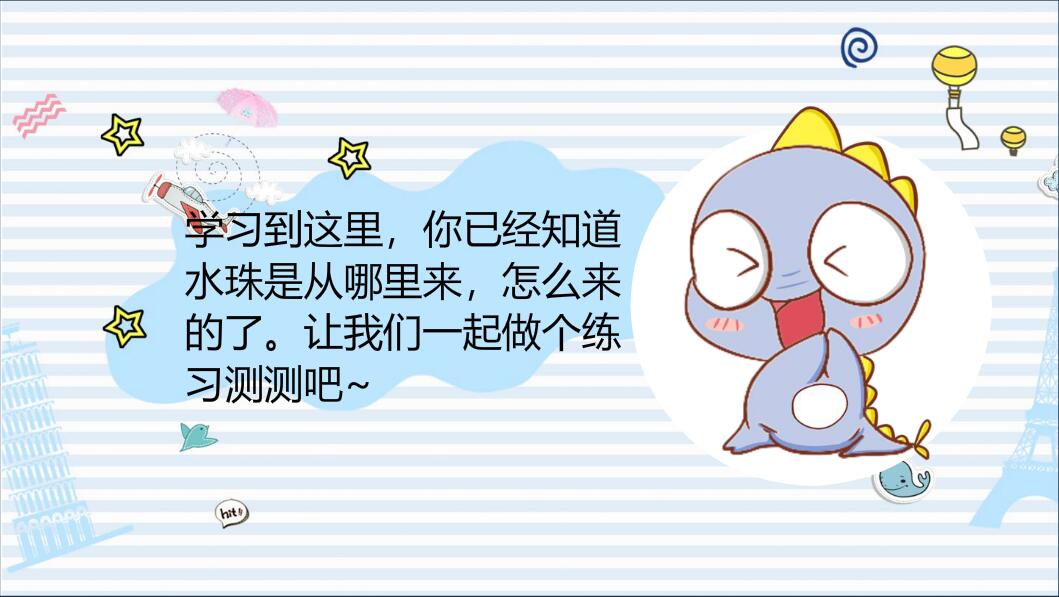 学习到这里，你已经知道
水珠是从哪里来，怎么来
的了。让我们一起做个练
习测测吧~
hit!